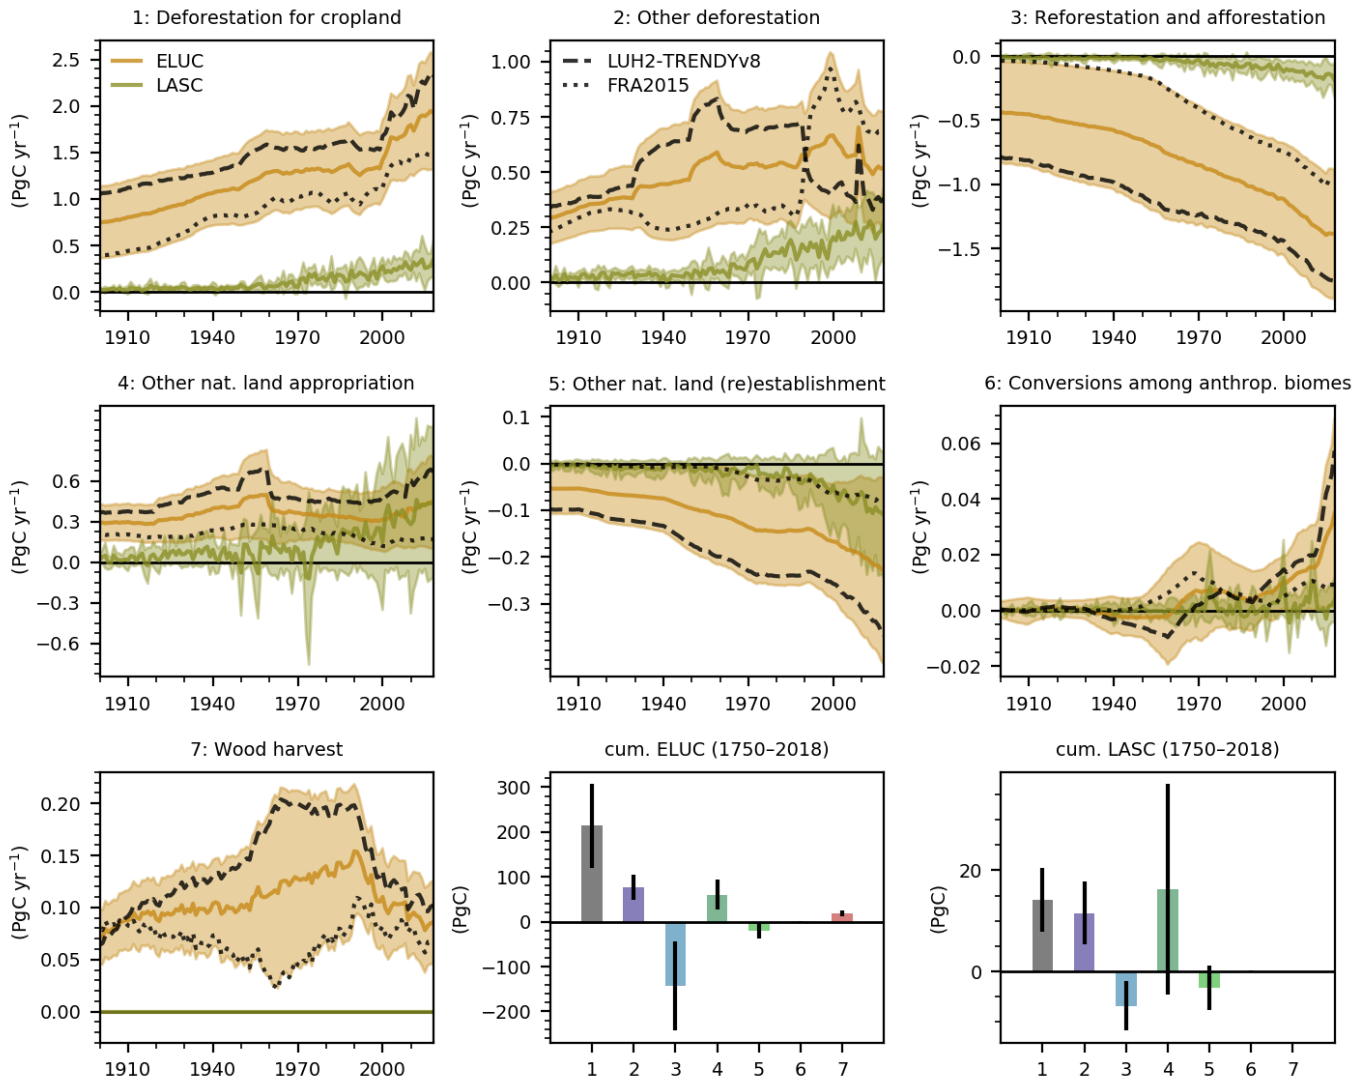 1: Deforestation for cropland
2: Other deforestation
3: Reforestation and afforestation
2.5
2.0
1.5
1.0
0.5
0.0
(PgC yr⁻¹)
ELUC
LASC
1910 1940 1970 2000
1.00
0.75
0.50
0.25
0.00
(PgC yr⁻¹)
LUH2-TRENDYv8
FRA2015
1910 1940 1970 2000
0.0
−0.5
−1.0
−1.5
(PgC yr⁻¹)
1910 1940 1970 2000
4: Other nat. land appropriation
5: Other nat. land (re)establishment
6: Conversions among anthrop. biomes
0.6
0.3
0.0
−0.3
−0.6
(PgC yr⁻¹)
1910 1940 1970 2000
0.1
0.0
−0.1
−0.2
−0.3
(PgC yr⁻¹)
1910 1940 1970 2000
0.06
0.04
0.02
0.00
−0.02
(PgC yr⁻¹)
1910 1940 1970 2000
7: Wood harvest
cum. ELUC (1750–2018)
cum. LASC (1750–2018)
0.20
0.15
0.10
0.05
0.00
(PgC yr⁻¹)
1910 1940 1970 2000
300
200
100
0
−100
−200
(PgC)
1 2 3 4 5 6 7
20
0
(PgC)
1 2 3 4 5 6 7